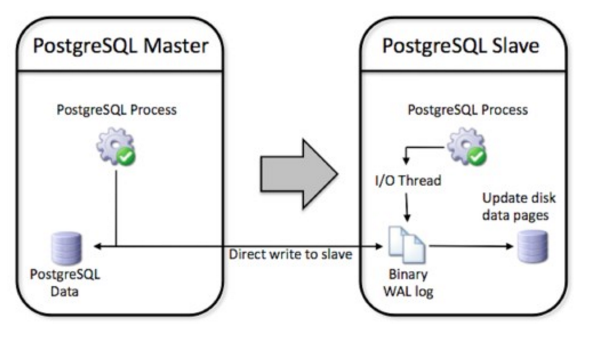 PostgreSQL Master
PostgreSQL Process
PostgreSQL
Data
Direct write to slave
PostgreSQL Slave
PostgreSQL Process
I/O Thread
Update disk
data pages
Binary
WAL log